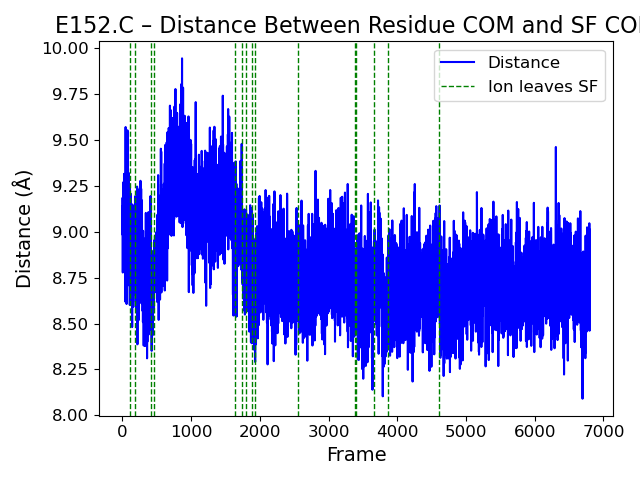 E152.C – Distance Between Residue COM and SF CO
Distance (Å)
10.00
9.75
9.50
9.25
9.00
8.75
8.50
8.25
8.00
Distance
Ion leaves SF
0 1000 2000 3000 4000 5000 6000 7000
Frame